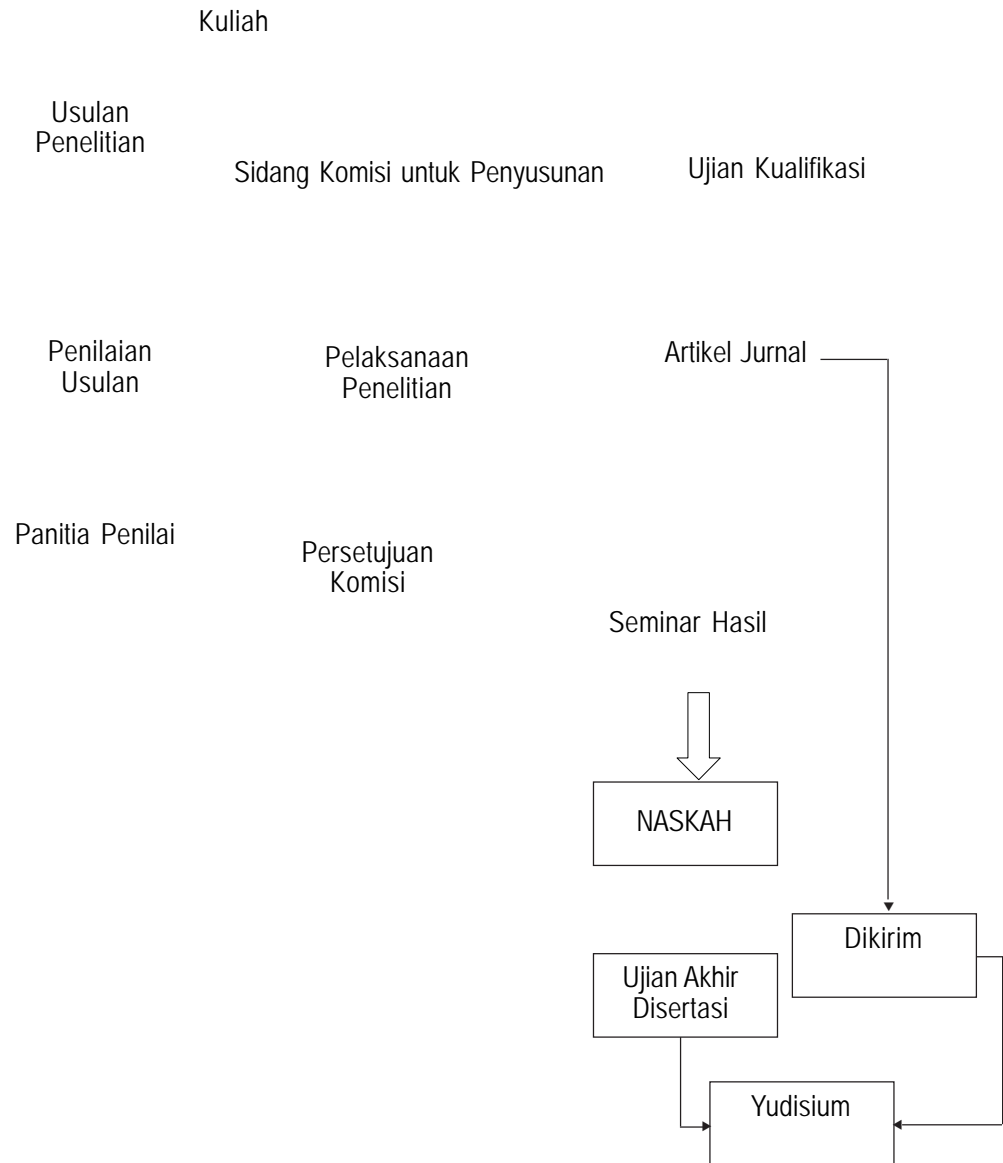 Kuliah
Usulan
Penelitian
Sidang Komisi untuk Penyusunan
Ujian Kualifikasi
Penilaian
Usulan
Pelaksanaan
Penelitian
Artikel Jurnal
Panitia Penilai
Persetujuan
Komisi
Seminar Hasil
NASKAH
Dikirim
Ujian Akhir
Disertasi
Yudisium